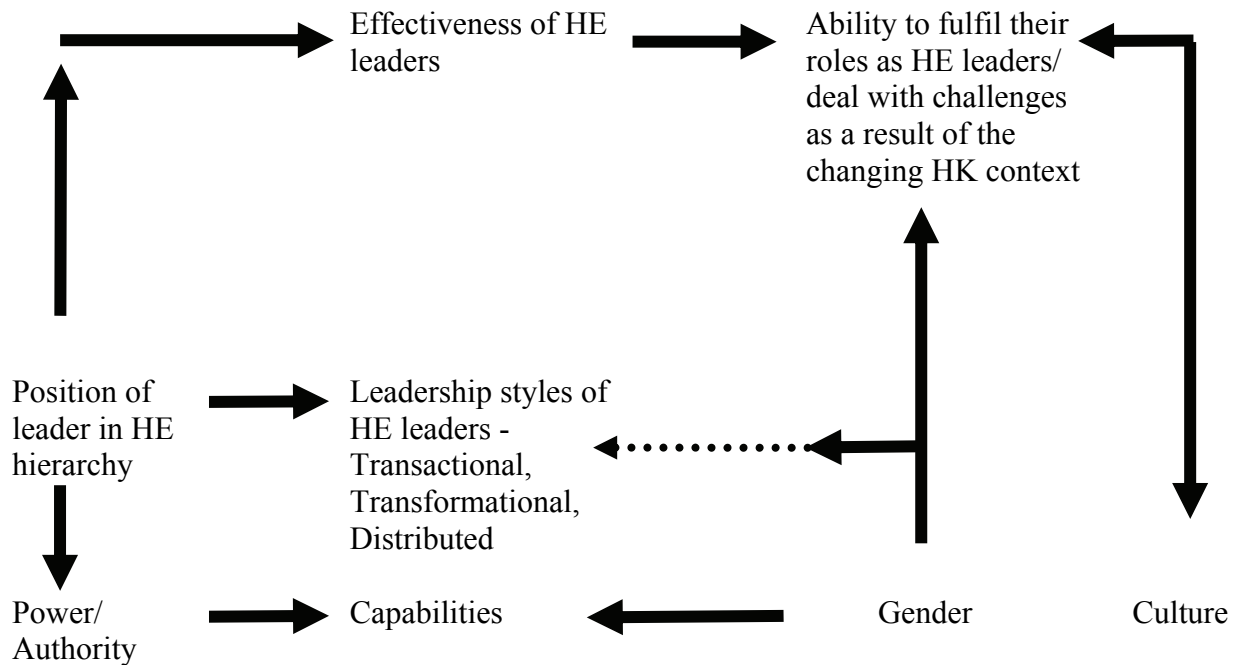 Effectiveness of HE
leaders
Ability to fulfil their
roles as HE leaders/
deal with challenges
as a result of the
changing HK context
Position of
leader in HE
hierarchy
Leadership styles of
HE leaders -
Transactional,
Transformational,
Distributed
Power/
Authority
Capabilities
Gender
Culture